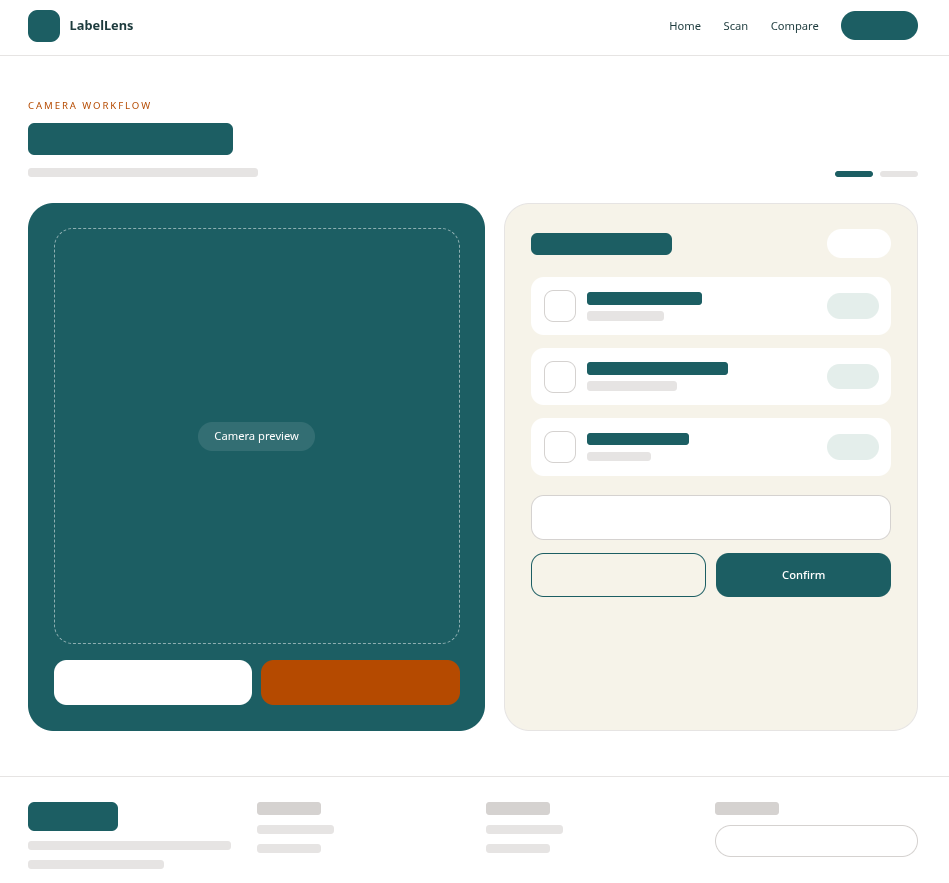 LabelLens
Home
Scan
Compare
CAMERA WORKFLOW
Camera preview
Confirm